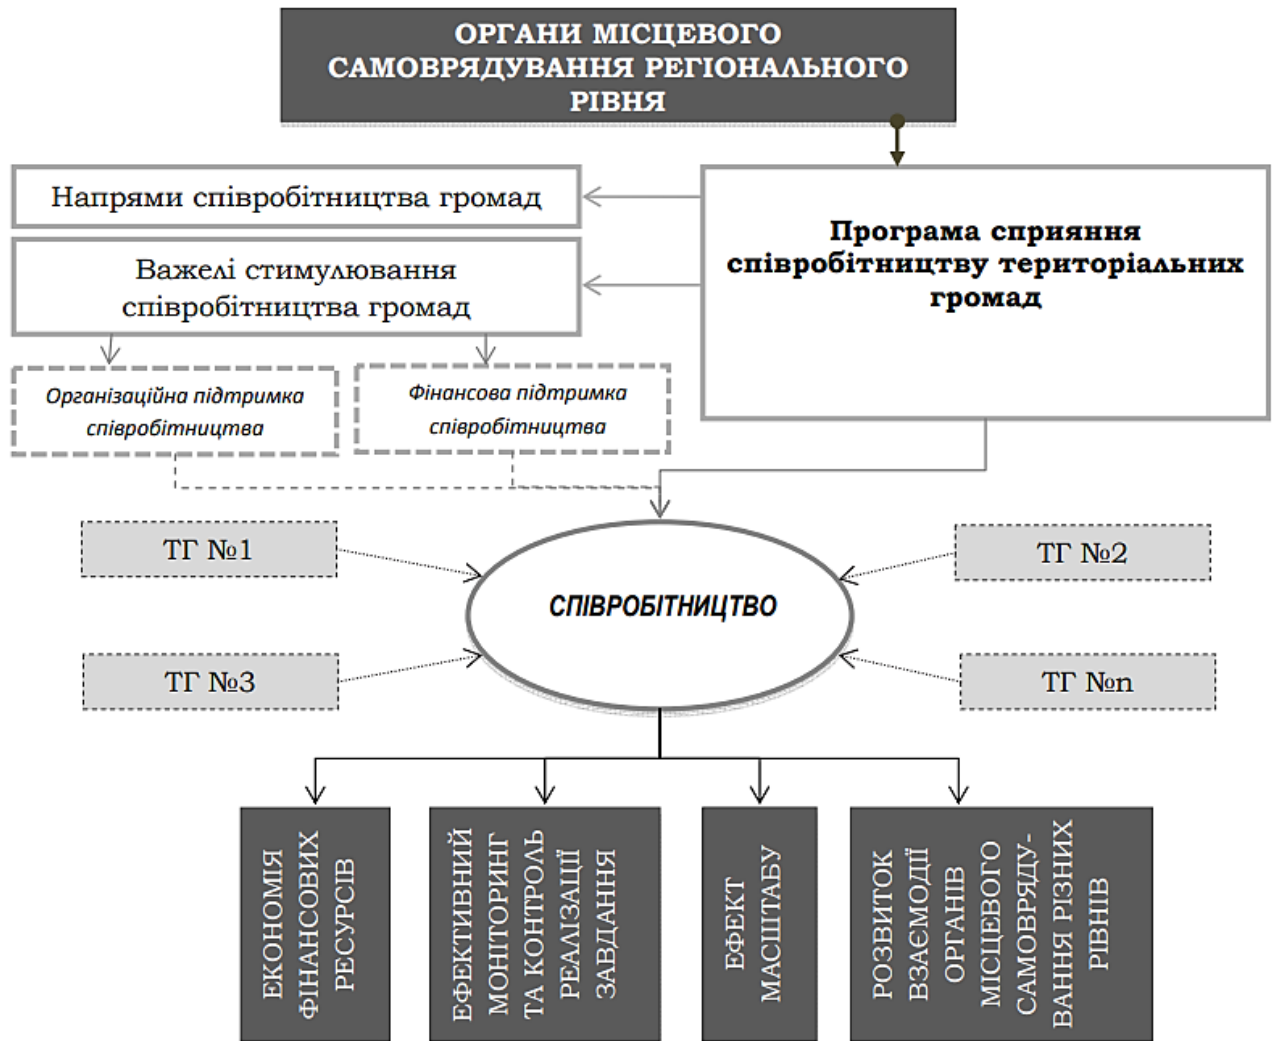 ОРГАНИ МІСЦЕВОГО
САМОВРЯДУВАННЯ РЕГІОНАЛЬНОГО
РІВНЯ
Напрями співробітництва громад
Важелі стимулювання
співробітництва громад
Програма сприяння
співробітництву територіальних
громад
Організаційна підтримка
співробітництва
Фінансова підтримка
співробітництва
ТГ №1
ТГ №2
СПІВРОБІТНИЦТВО
ТГ №3
ТГ №n
ЕКОНОМІЯ
ФІНАНСОВИХ
РЕСУРСІВ
ЕФЕКТИВНИЙ
МОНІТОРИНГ
ТА КОНТРОЛЬ
РЕАЛІЗАЦІЇ
ЗАВДАННЯ
ЕФЕКТ
МАСШТАБУ
РОЗВИТОК
ВЗАЄМОДІЇ
ОРГАНІВ
МІСЦЕВОГО
САМОВРЯДУ-
ВАННЯ РІЗНИХ
РІВНІВ